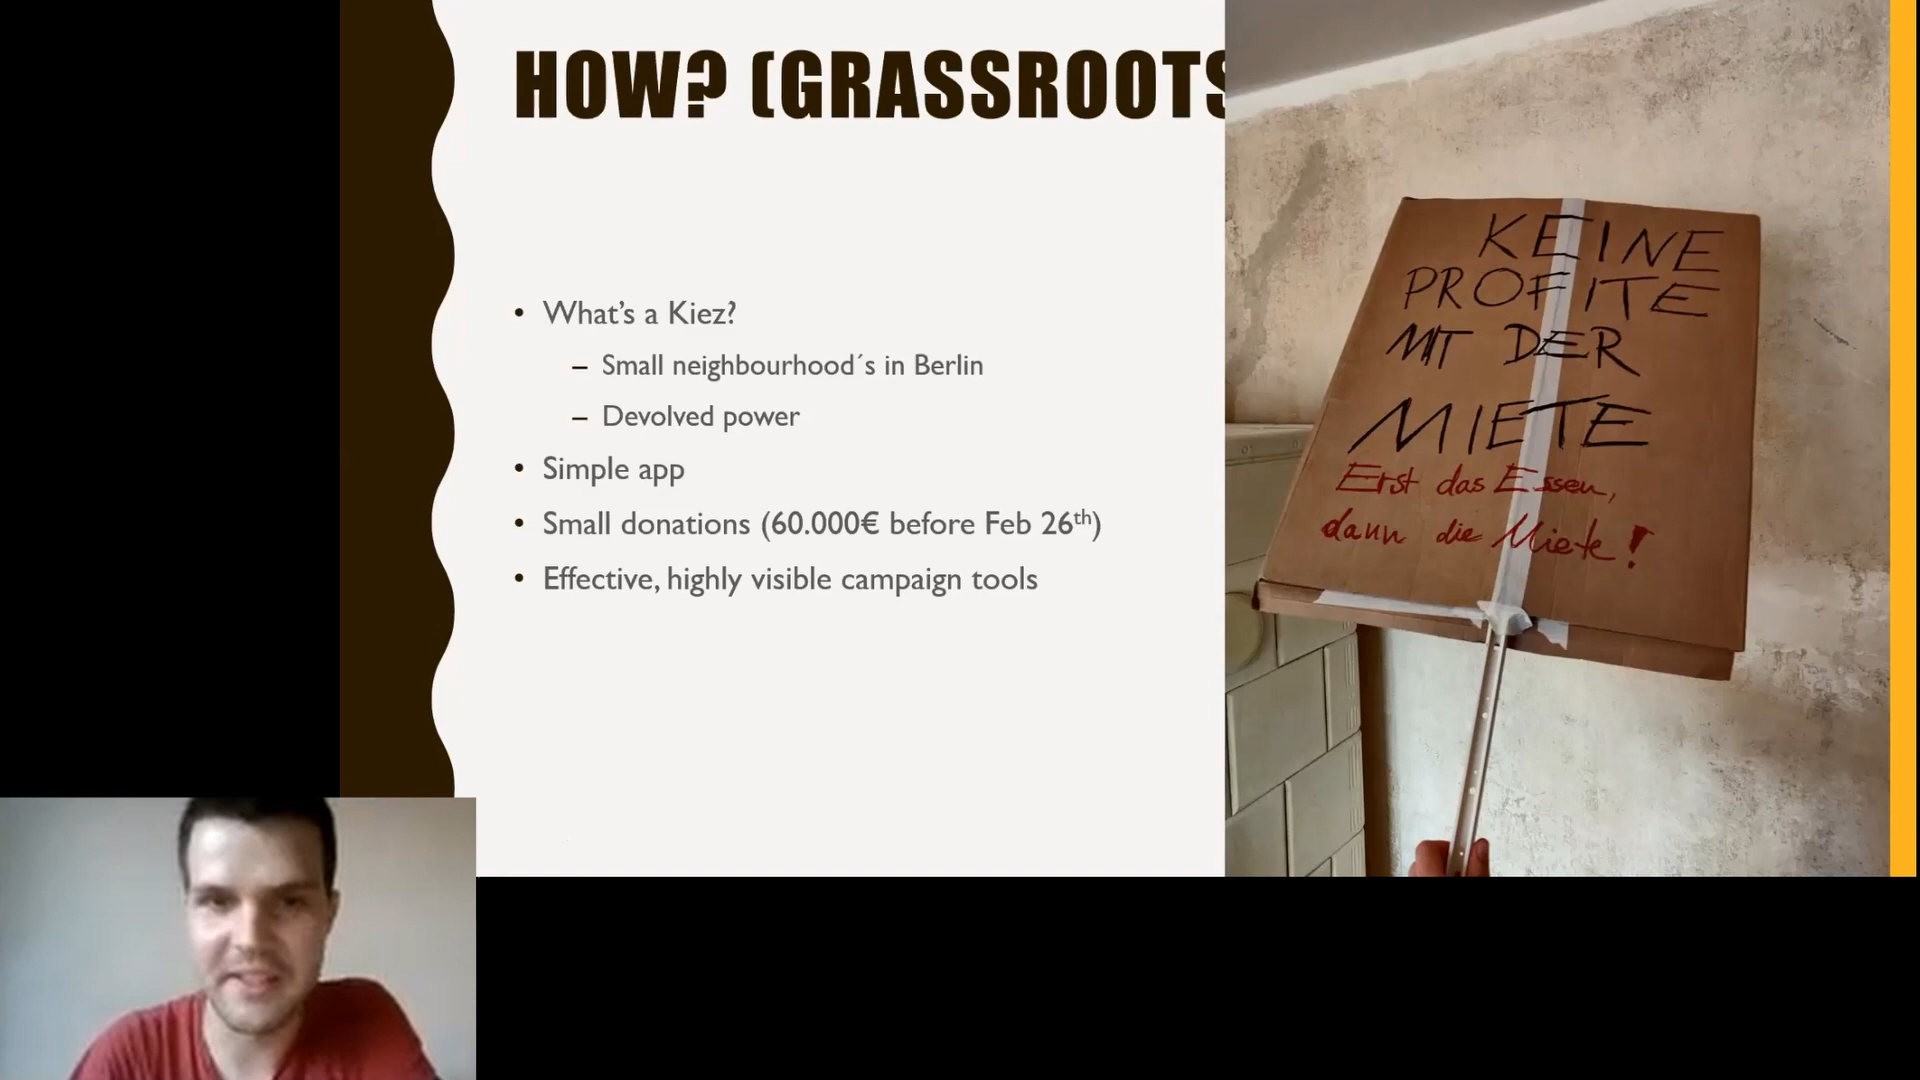 HOW? (GRASSROOTS
• What's a Kiez?
– Small neighbourhood´s in Berlin
– Devolved power
• Simple app
• Small donations (60.000€ before Feb 26th)
• Effective, highly visible campaign tools
KEINE
PROFITE
MIT DER
MIETE
Erst das Essen,
dann die Miete!